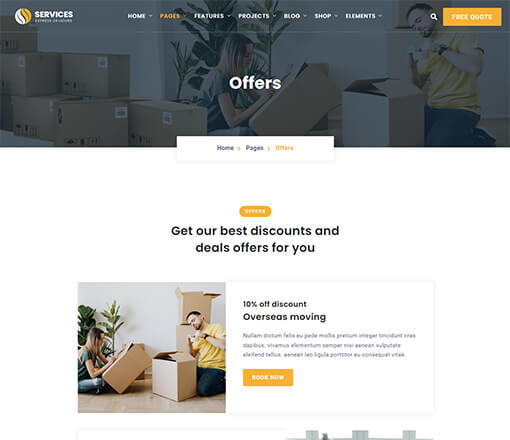 SERVICES
EXPRESS 24 HOURS
HOME PAGES FEATURES PROJECTS BLOG SHOP ELEMENTS
FREE QUOTE
Offers
Home > Pages > Offers
OFFERS
Get our best discounts and
deals offers for you
10% off discount
Overseas moving
Nullam dictum felis eu pede mollis pretium integer tincidunt cras
dapibus, vivamus elementum semper nisi aenean vulputate
eleifend tellus, aenean leo ligula porttitor eu consequat vitae.
BOOK NOW